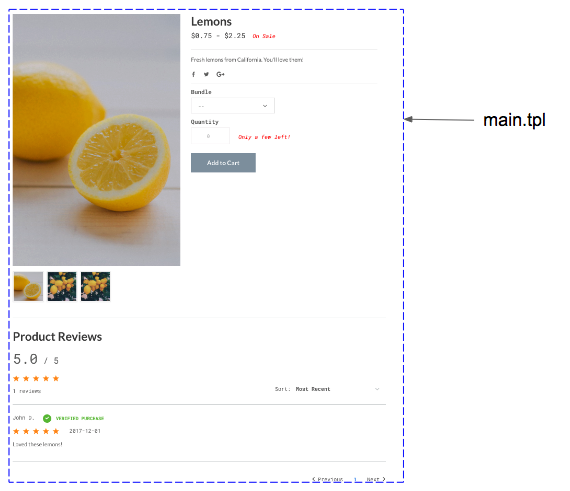 Lemons
$0.75 - $2.25 On Sale
Fresh lemons from California. You'll love them!
Bundle
--
Quantity
0 Only a few left!
Add to Cart
main.tpl
Product Reviews
5.0 / 5
1 reviews
Sort: Most Recent
John D. VERIFIED PURCHASE
2017-12-01
Loved these lemons!
Previous 1 Next